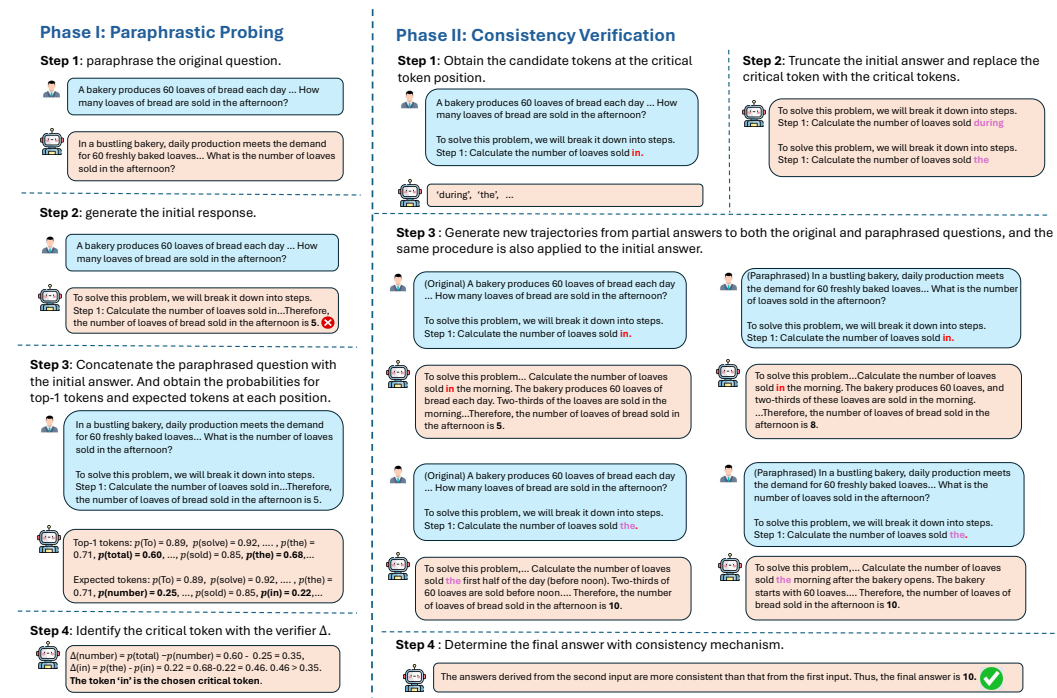 Phase I: Paraphrastic Probing
Step 1: paraphrase the original question.
A bakery produces 60 loaves of bread each day ... How
many loaves of bread are sold in the afternoon?
In a bustling bakery, daily production meets the demand
for 60 freshly baked loaves... What is the number of loaves
sold in the afternoon?
Step 2: generate the initial response.
A bakery produces 60 loaves of bread each day ... How
many loaves of bread are sold in the afternoon?
To solve this problem, we will break it down into steps.
Step 1: Calculate the number of loaves sold in...Therefore,
the number of loaves of bread sold in the afternoon is 5.
Step 3: Concatenate the paraphrased question with
the initial answer. And obtain the probabilities for
top-1 tokens and expected tokens at each position.
In a bustling bakery, daily production meets the demand
for 60 freshly baked loaves... What is the number of loaves
sold in the afternoon?
To solve this problem, we will break it down into steps.
Step 1: Calculate the number of loaves sold in...Therefore,
the number of loaves of bread sold in the afternoon is 5.
Top-1 tokens: p(To) = 0.89, p(solve) = 0.92, .... , p(the) =
0.71, p(total) = 0.60, ..., p(sold) = 0.85, p(the) = 0.68,...
Expected tokens: p(To) = 0.89, p(solve) = 0.92, .... , p(the) =
0.71, p(number) = 0.25, ..., p(sold) = 0.85, p(in) = 0.22,...
Step 4: Identify the critical token with the verifier Δ.
Δ(number) = p(total) −p(number) = 0.60 - 0.25 = 0.35,
Δ(in) = p(the) - p(in) = 0.22 = 0.68-0.22 = 0.46. 0.46 > 0.35.
The token 'in' is the chosen critical token.
Phase II: Consistency Verification
Step 1: Obtain the candidate tokens at the critical
token position.
A bakery produces 60 loaves of bread each day ... How
many loaves of bread are sold in the afternoon?
To solve this problem, we will break it down into steps.
Step 1: Calculate the number of loaves sold in.
'during', 'the', ...
Step 2: Truncate the initial answer and replace the
critical token with the critical tokens.
To solve this problem, we will break it down into steps.
Step 1: Calculate the number of loaves sold during
To solve this problem, we will break it down into steps.
Step 1: Calculate the number of loaves sold the
Step 3 : Generate new trajectories from partial answers to both the original and paraphrased questions, and the
same procedure is also applied to the initial answer.
(Original) A bakery produces 60 loaves of bread each day
... How many loaves of bread are sold in the afternoon?
To solve this problem, we will break it down into steps.
Step 1: Calculate the number of loaves sold in.
(Paraphrased) In a bustling bakery, daily production meets
the demand for 60 freshly baked loaves... What is the number
of loaves sold in the afternoon?
To solve this problem, we will break it down into steps.
Step 1: Calculate the number of loaves sold in.
To solve this problem... Calculate the number of loaves
sold in the morning. The bakery produces 60 loaves of
bread each day. Two-thirds of the loaves are sold in the
morning...Therefore, the number of loaves of bread sold in
the afternoon is 5.
To solve this problem...Calculate the number of loaves
sold in the morning. The bakery produces 60 loaves, and
two-thirds of these loaves are sold in the morning.
...Therefore, the number of loaves of bread sold in the
afternoon is 8.
(Original) A bakery produces 60 loaves of bread each day
... How many loaves of bread are sold in the afternoon?
To solve this problem, we will break it down into steps.
Step 1: Calculate the number of loaves sold the.
(Paraphrased) In a bustling bakery, daily production meets
the demand for 60 freshly baked loaves... What is the
number of loaves sold in the afternoon?
To solve this problem, we will break it down into steps.
Step 1: Calculate the number of loaves sold the.
To solve this problem,... Calculate the number of loaves
sold the first half of the day (before noon). Two-thirds of
60 loaves are sold before noon.... Therefore, the number
of loaves of bread sold in the afternoon is 10.
To solve this problem,... Calculate the number of loaves
sold the morning after the bakery opens. The bakery
starts with 60 loaves.... Therefore, the number of loaves of
bread sold in the afternoon is 10.
Step 4 : Determine the final answer with consistency mechanism.
The answers derived from the second input are more consistent than that from the first input. Thus, the final answer is 10.